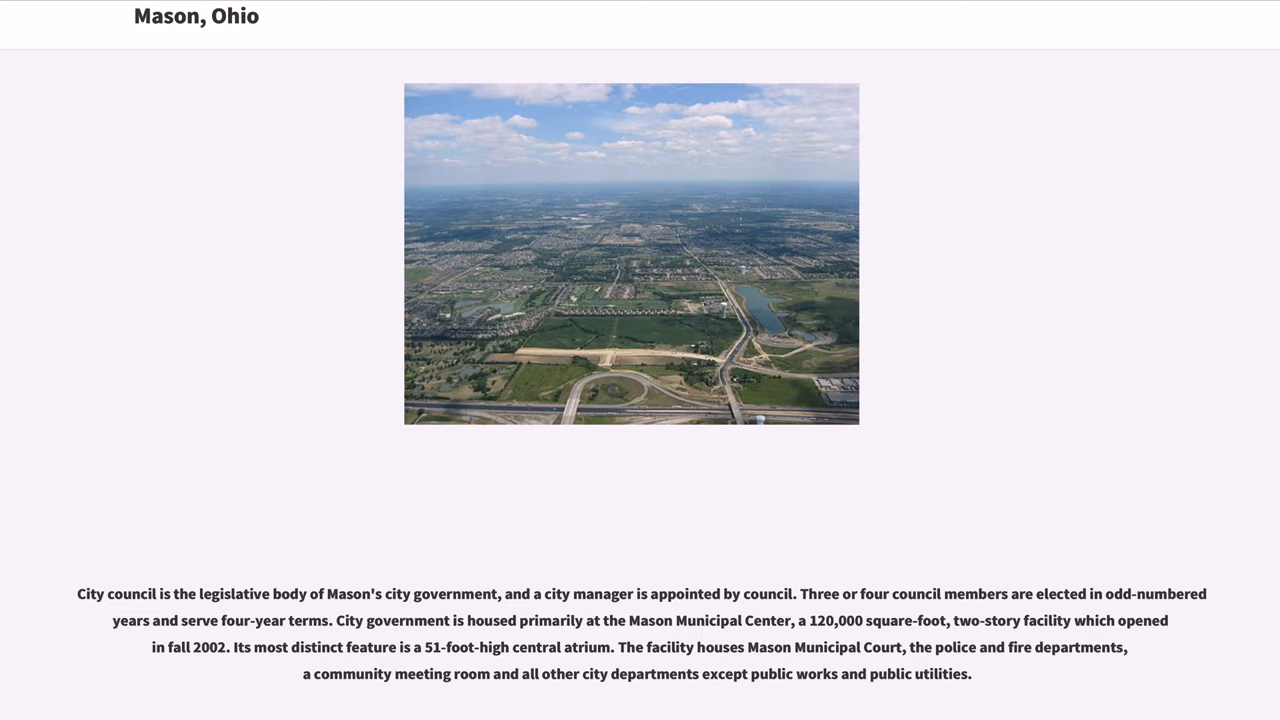 Mason, Ohio
City council is the legislative body of Mason's city government, and a city manager is appointed by council. Three or four council members are elected in odd-numbered
years and serve four-year terms. City government is housed primarily at the Mason Municipal Center, a 120,000 square-foot, two-story facility which opened
in fall 2002. Its most distinct feature is a 51-foot-high central atrium. The facility houses Mason Municipal Court, the police and fire departments,
a community meeting room and all other city departments except public works and public utilities.